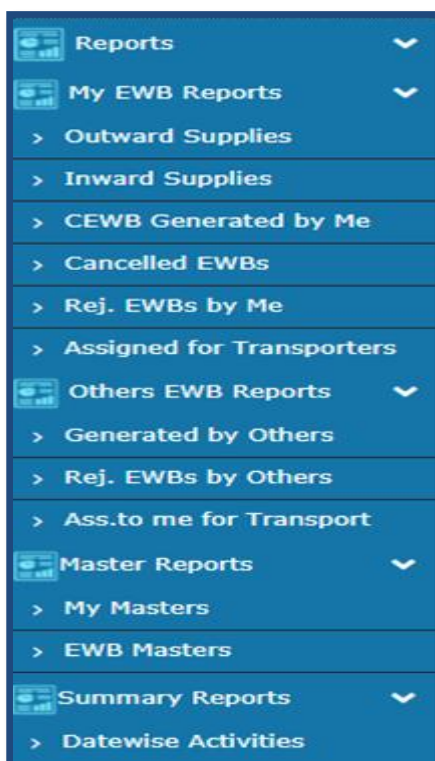 Reports
My EWB Reports
> Outward Supplies
> Inward Supplies
> CEWB Generated by Me
> Cancelled EWBs
> Rej. EWBs by Me
> Assigned for Transporters
Others EWB Reports
> Generated by Others
> Rej. EWBs by Others
> Ass.to me for Transport
Master Reports
> My Masters
> EWB Masters
Summary Reports
> Datewise Activities